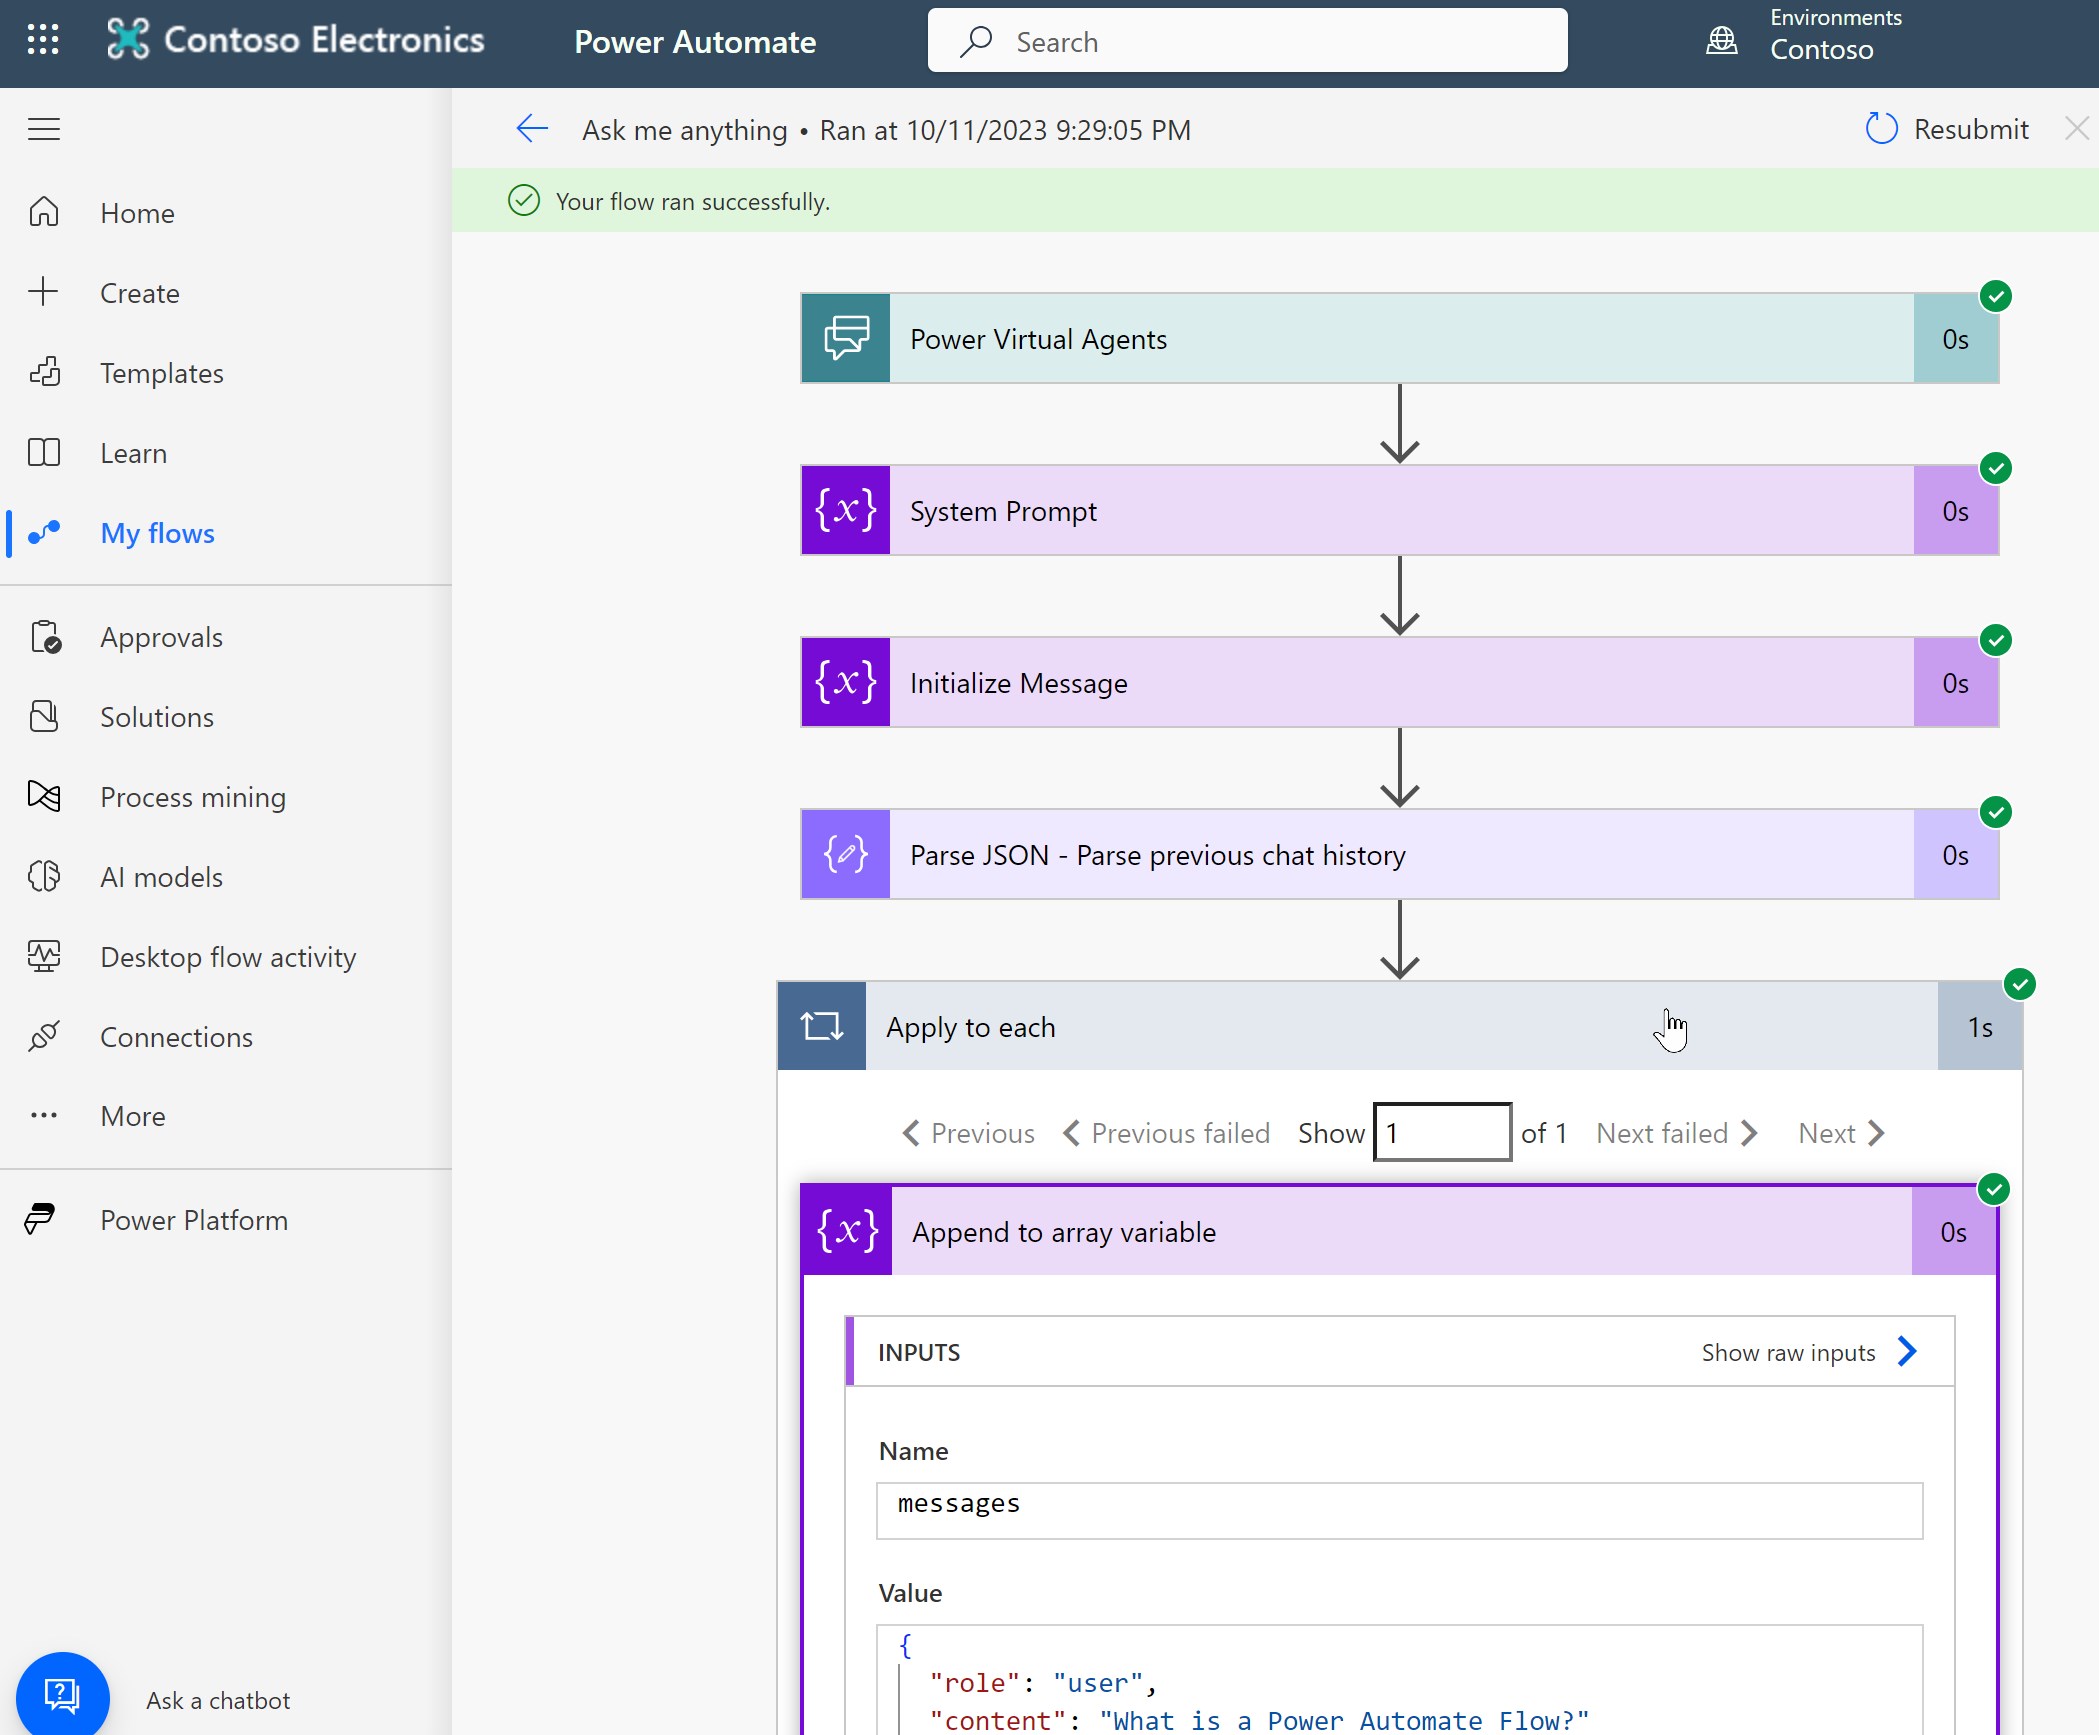 Contoso Electronics
Power Automate
Search
Environments
Contoso
Ask me anything • Ran at 10/11/2023 9:29:05 PM
Resubmit
Your flow ran successfully.
Home
Create
Templates
Learn
My flows
Approvals
Solutions
Process mining
AI models
Desktop flow activity
Connections
More
Power Platform
Ask a chatbot
Power Virtual Agents 0s
{x} System Prompt 0s
{x} Initialize Message 0s
Parse JSON - Parse previous chat history 0s
Apply to each 1s
Previous Previous failed Show 1 of 1 Next failed Next
{x} Append to array variable 0s
INPUTS Show raw inputs
Name
messages
Value
{
"role": "user",
"content": "What is a Power Automate Flow?"